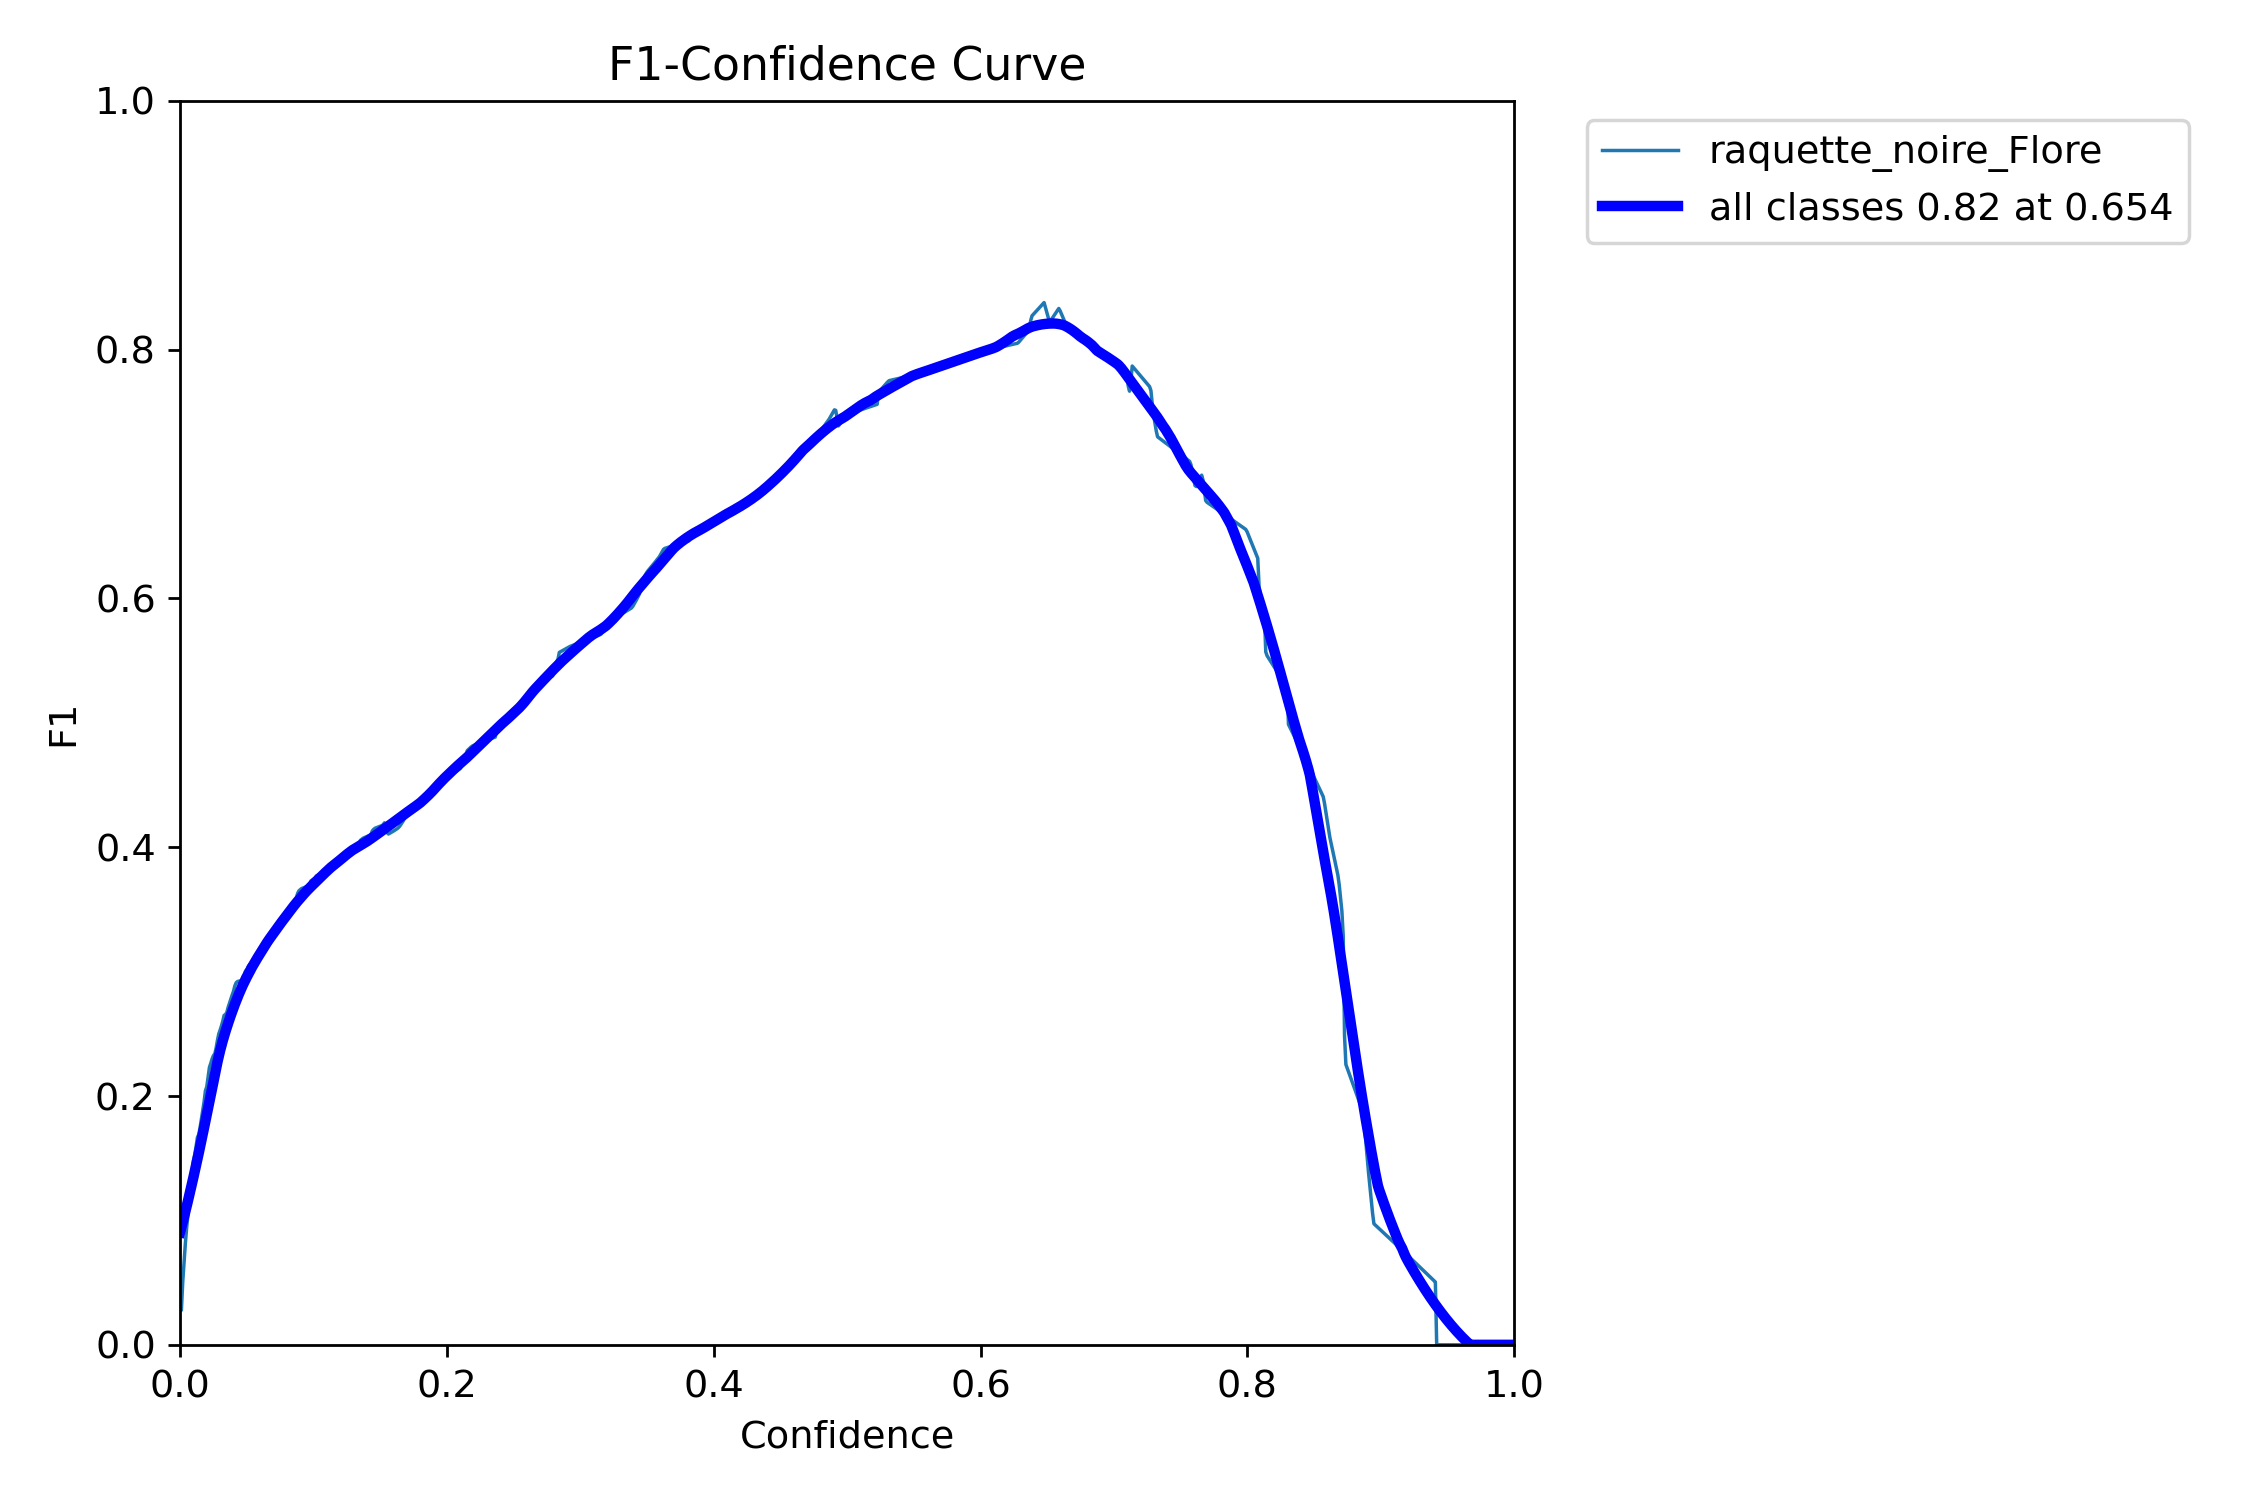 F1-Confidence Curve
raquette_noire_Flore
all classes 0.82 at 0.654
F1
1.0
0.8
0.6
0.4
0.2
0.0
0.0 0.2 0.4 0.6 0.8 1.0
Confidence